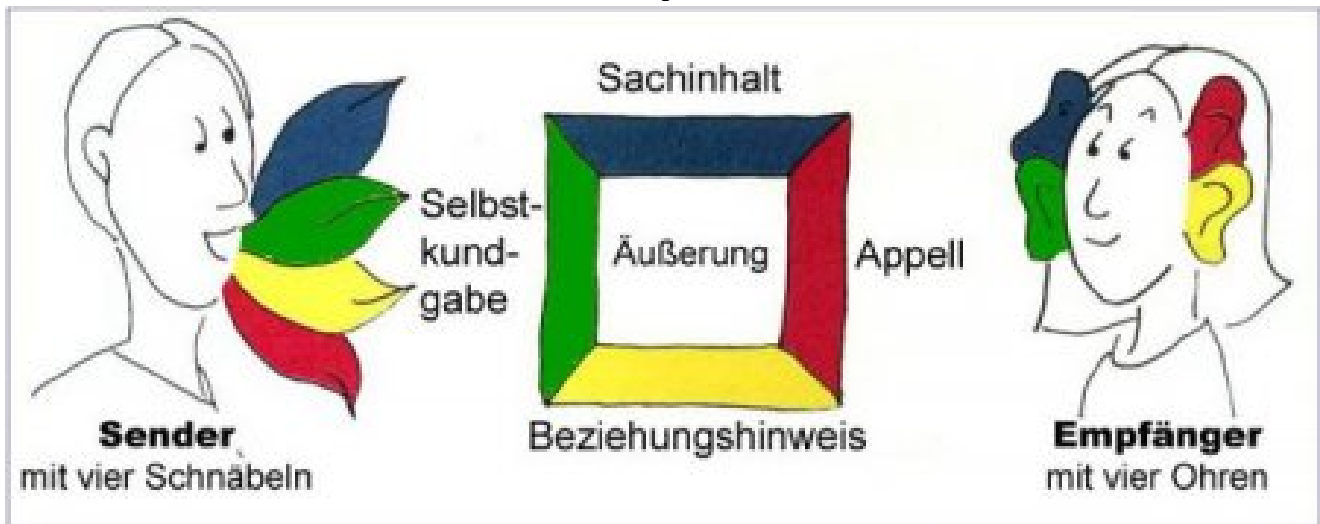 Sachinhalt
Selbst-
kund-
gabe
Äußerung
Appell
Beziehungshinweis
Sender
mit vier Schnäbeln
Empfänger
mit vier Ohren